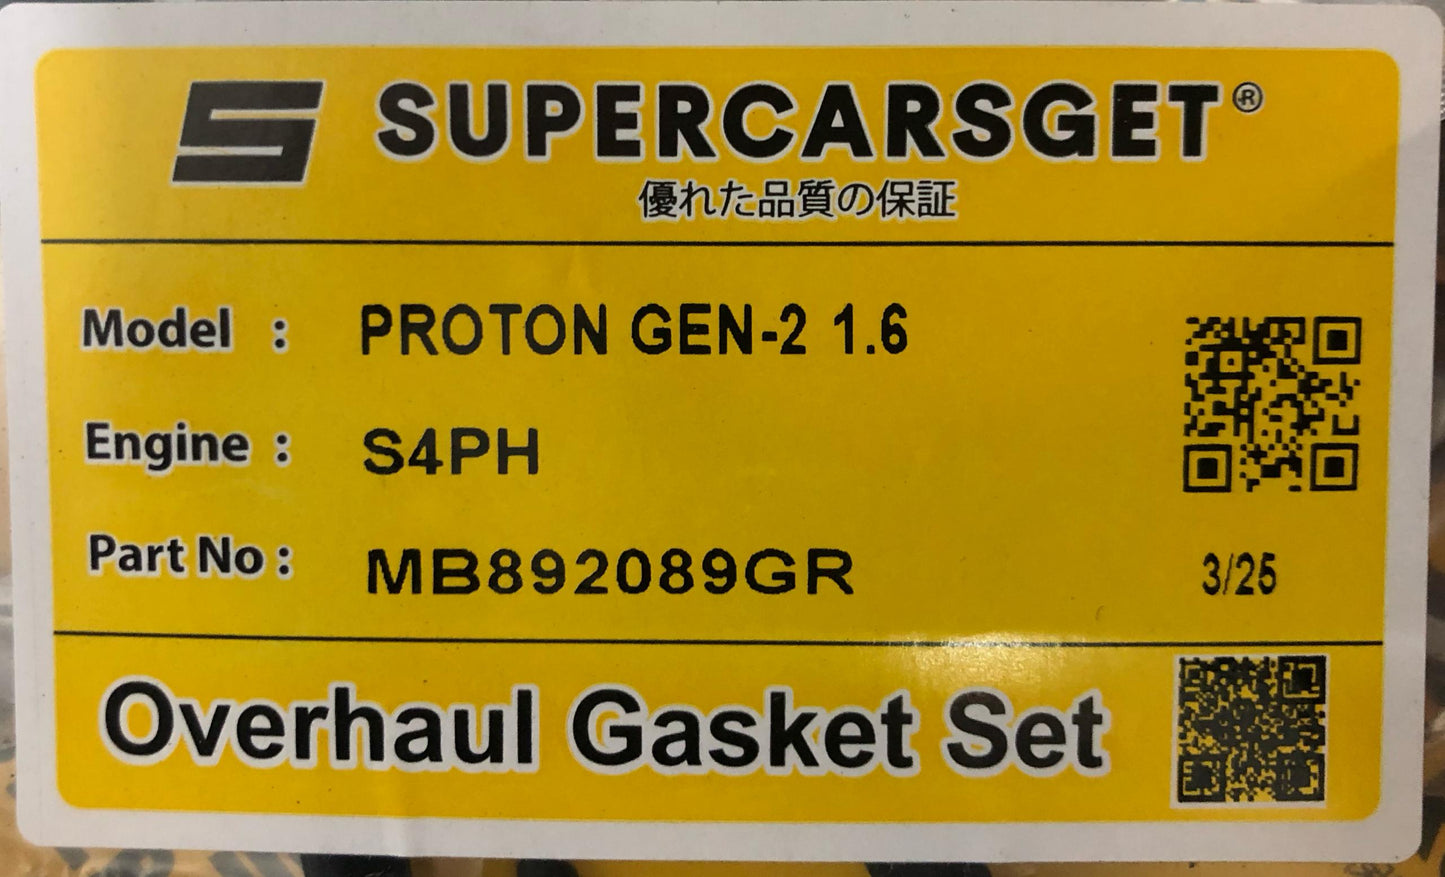 SUPERCARSGET®
優れた品質の保証
Model : PROTON GEN-2 1.6
Engine : S4PH
Part No : MB892089GR
3/25
Overhaul Gasket Set